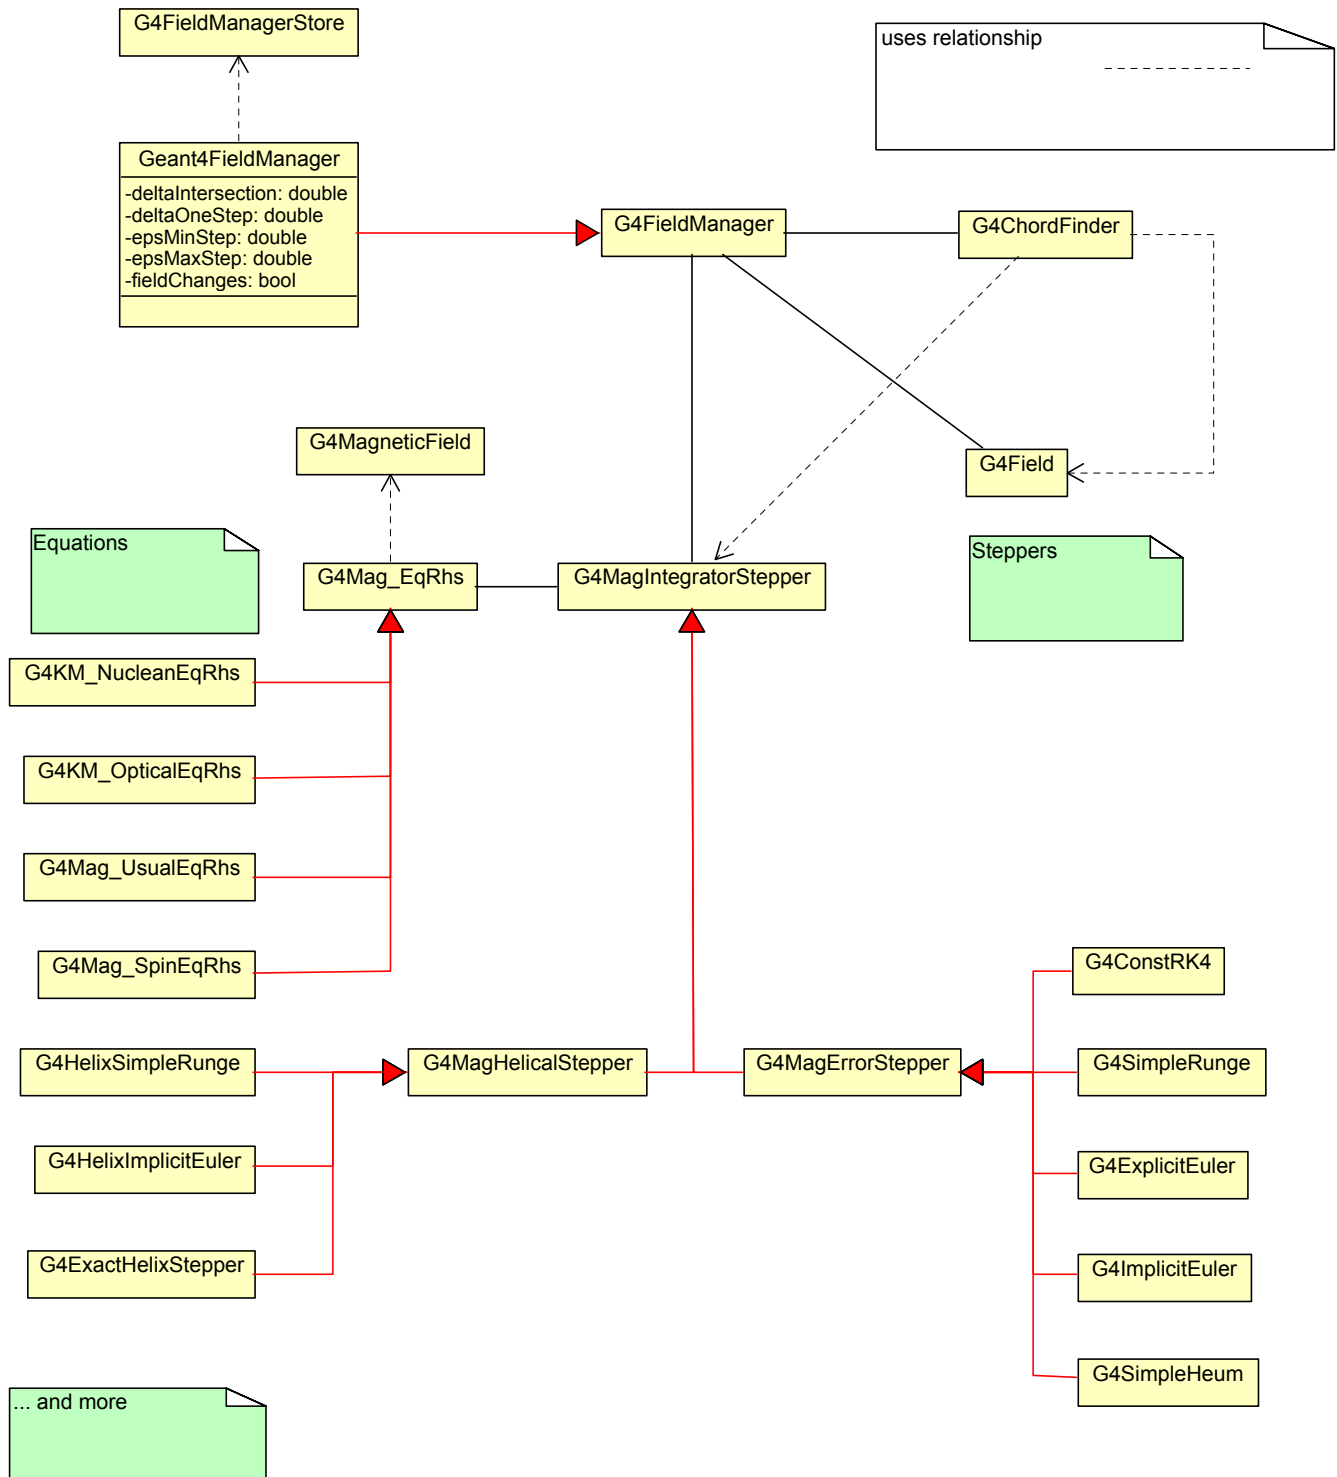 G4FieldManagerStore
uses relationship
Geant4FieldManager
-deltaIntersection: double
-deltaOneStep: double
-epsMinStep: double
-epsMaxStep: double
-fieldChanges: bool
G4FieldManager
G4ChordFinder
G4MagneticField
G4Field
Equations
Steppers
G4Mag_EqRhs
G4MagIntegratorStepper
G4KM_NucleanEqRhs
G4KM_OpticalEqRhs
G4Mag_UsualEqRhs
G4Mag_SpinEqRhs
G4ConstRK4
G4HelixSimpleRunge
G4MagHelicalStepper
G4MagErrorStepper
G4SimpleRunge
G4HelixImplicitEuler
G4ExplicitEuler
G4ExactHelixStepper
G4ImplicitEuler
G4SimpleHeum
... and more